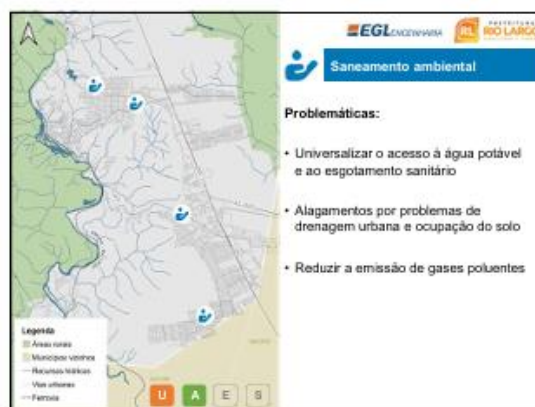 EGL ENGENHARIA
PREFEITURA
RL RIO LARGO
Saneamento ambiental
Problemáticas:
• Universalizar o acesso à água potável
e ao esgotamento sanitário
• Alagamentos por problemas de
drenagem urbana e ocupação do solo
• Reduzir a emissão de gases poluentes
Legenda
Áreas rurais
Municípios vizinhos
Recursos hídricos
Vias urbanas
Ferrovia
U A E S